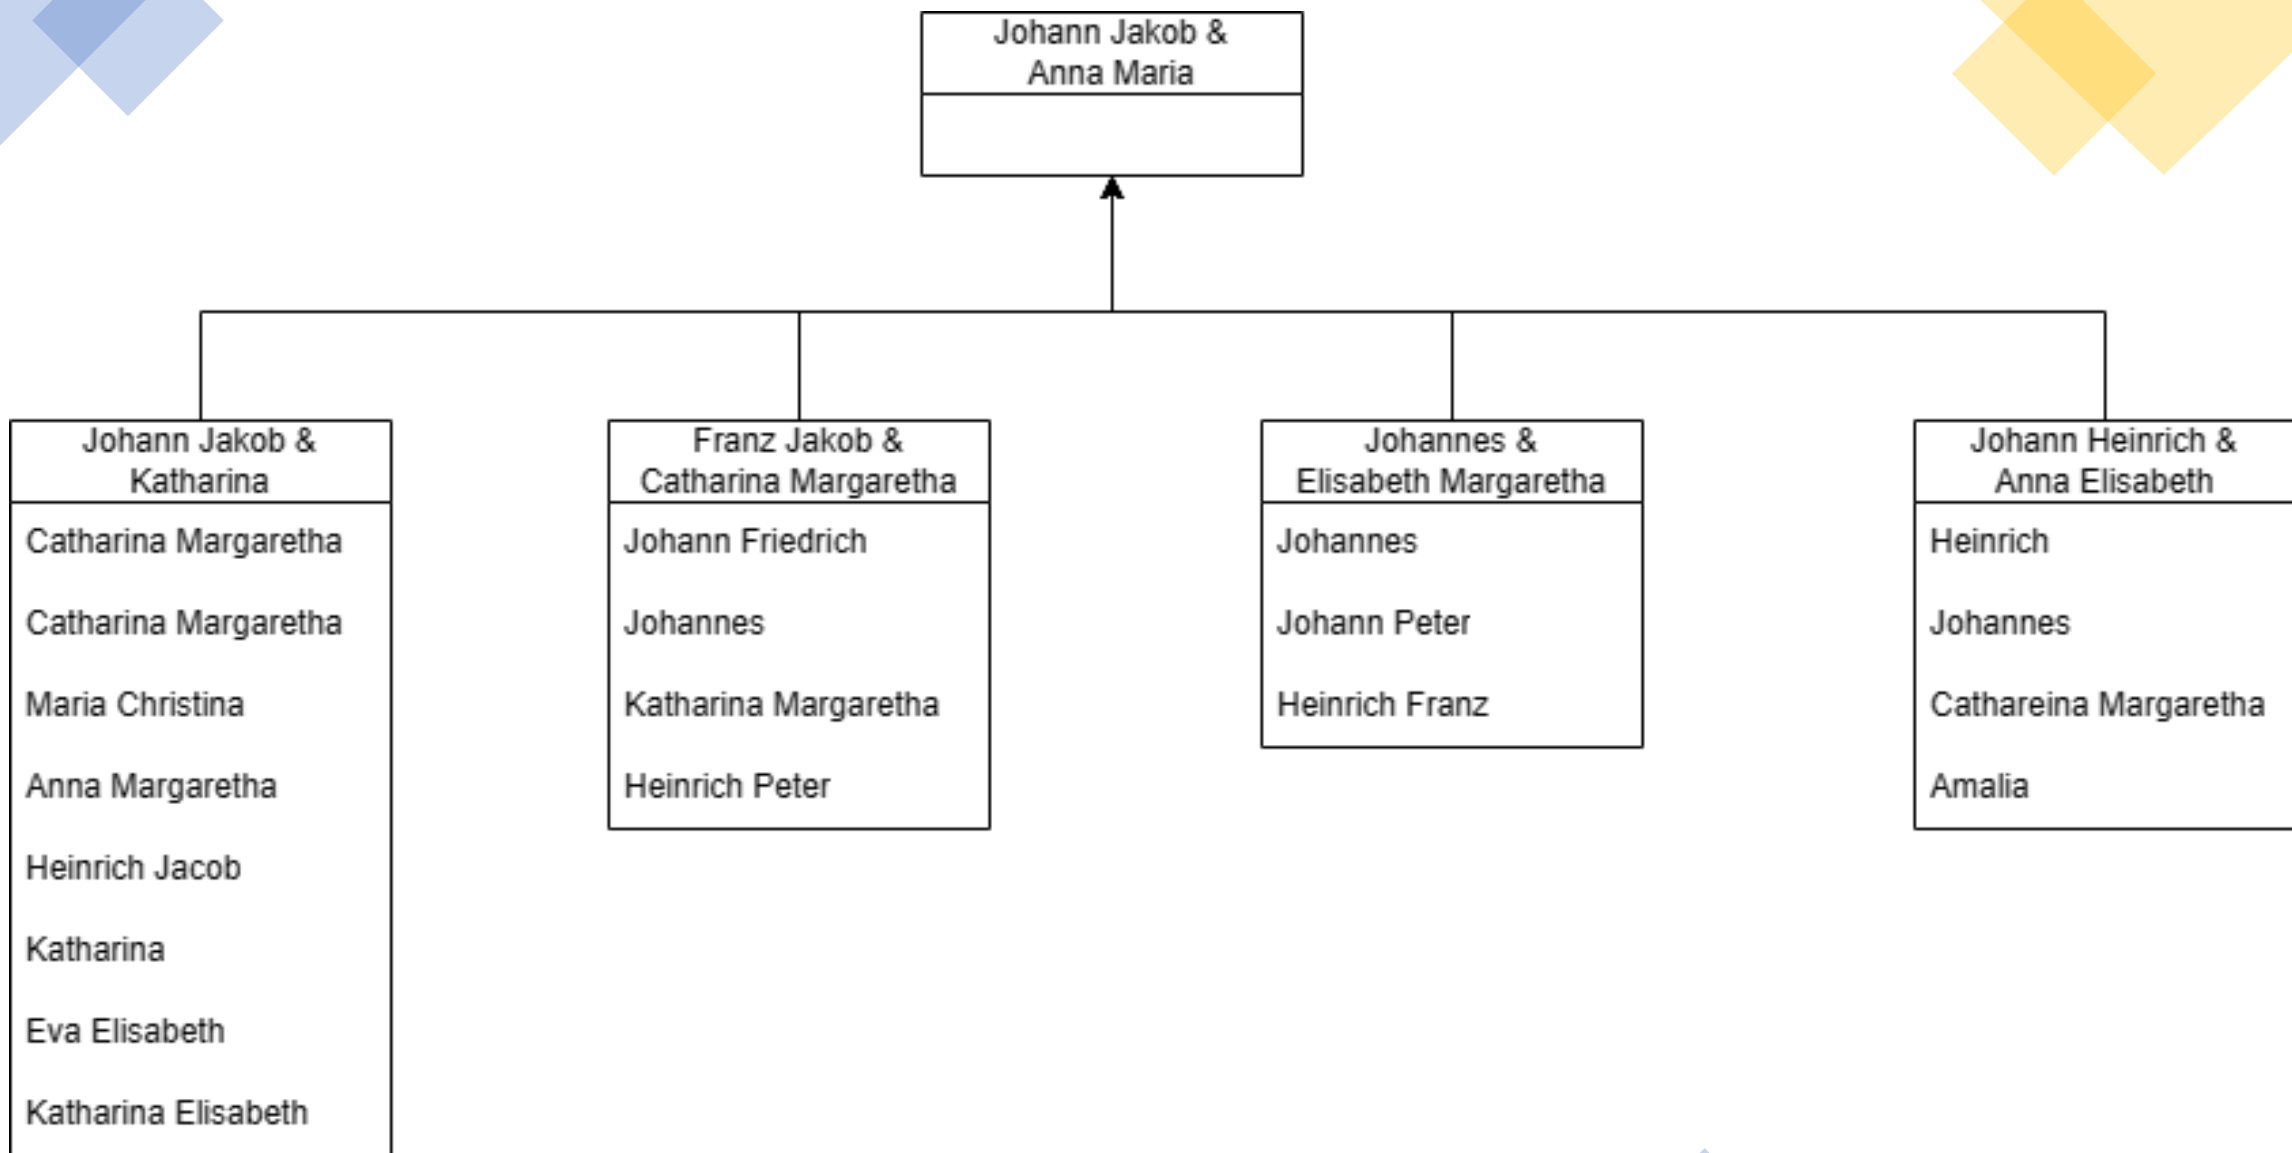 Johann Jakob &
Anna Maria
Johann Jakob &
Katharina
Catharina Margaretha
Catharina Margaretha
Maria Christina
Anna Margaretha
Heinrich Jacob
Katharina
Eva Elisabeth
Katharina Elisabeth
Franz Jakob &
Catharina Margaretha
Johann Friedrich
Johannes
Katharina Margaretha
Heinrich Peter
Johannes &
Elisabeth Margaretha
Johannes
Johann Peter
Heinrich Franz
Johann Heinrich &
Anna Elisabeth
Heinrich
Johannes
Cathareina Margaretha
Amalia